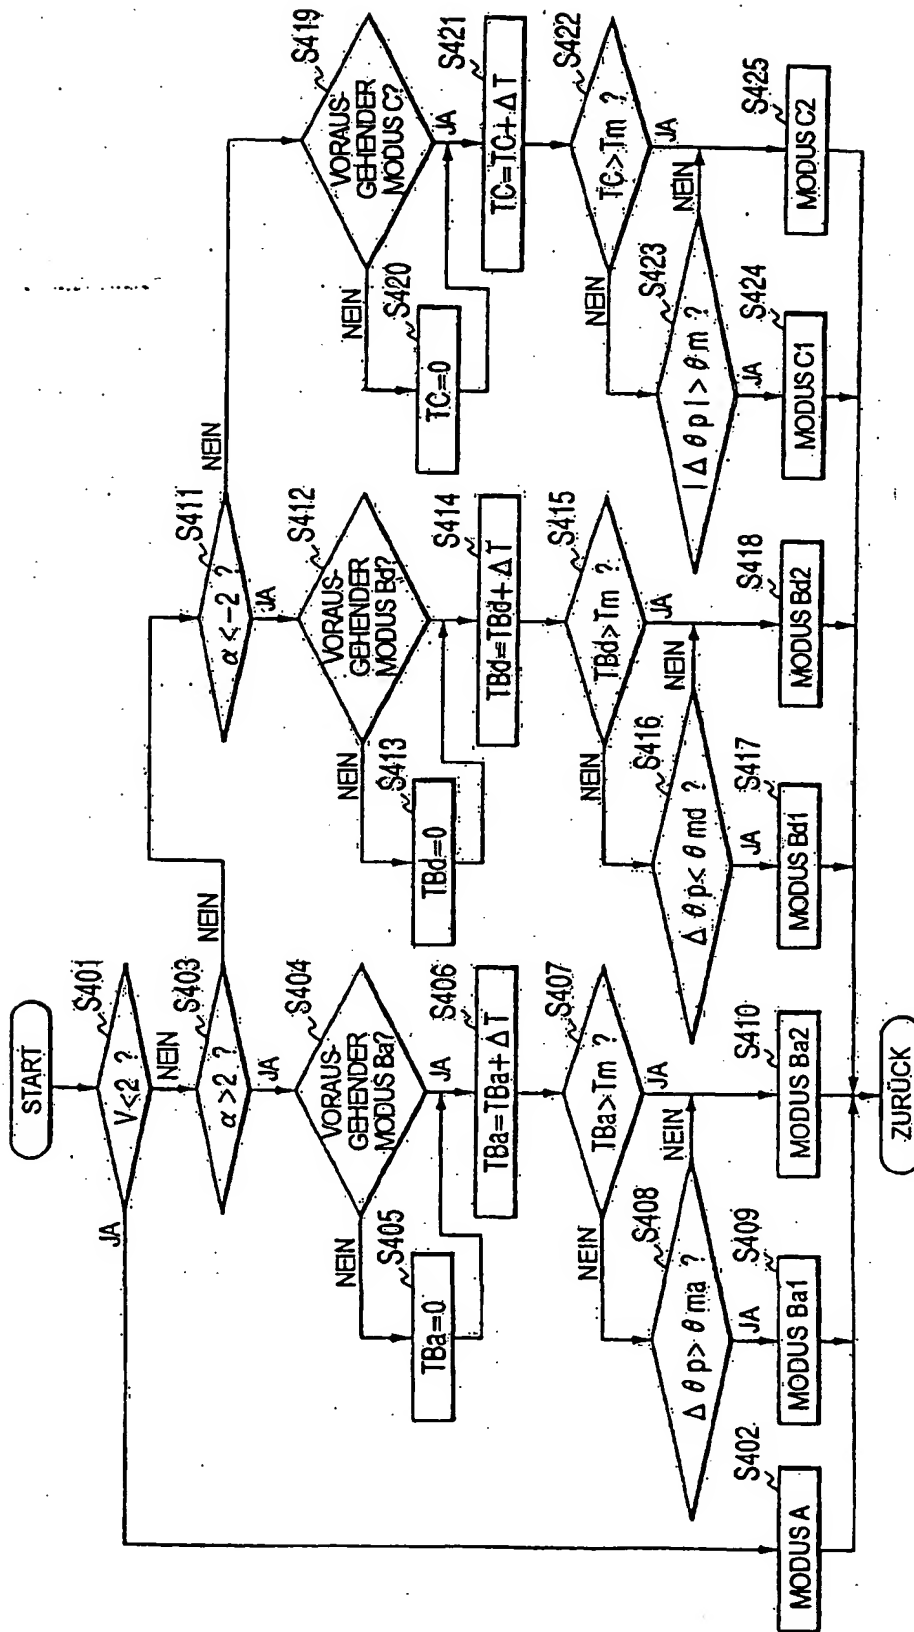 START
S401
V<2 ?
JA
NEIN
S403
α>2 ?
NEIN
JA
S404
VORAUS-
GEHENDER
MODUS Ba?
NEIN
JA
S405
TBa=0
S406
TBa=TBa+ΔT
S407
TBa>Tm ?
NEIN
JA
S408
Δθp>θma ?
NEIN
JA
S409
MODUS Ba1
S410
MODUS Ba2
S402
MODUS A
S411
α<-2 ?
NEIN
JA
S412
VORAUS-
GEHENDER
MODUS Bd?
NEIN
S413
TBd=0
S414
TBd=TBd+ΔT
S415
TBd>Tm ?
NEIN
JA
S416
Δθp<θmd ?
NEIN
JA
S417
MODUS Bd1
S418
MODUS Bd2
S419
VORAUS-
GEHENDER
MODUS C?
NEIN
JA
S420
TC=0
S421
TC=TC+ΔT
S422
TC>Tm ?
NEIN
JA
S423
|Δθp|>θm ?
NEIN
JA
S424
MODUS C1
S425
MODUS C2
ZURÜCK